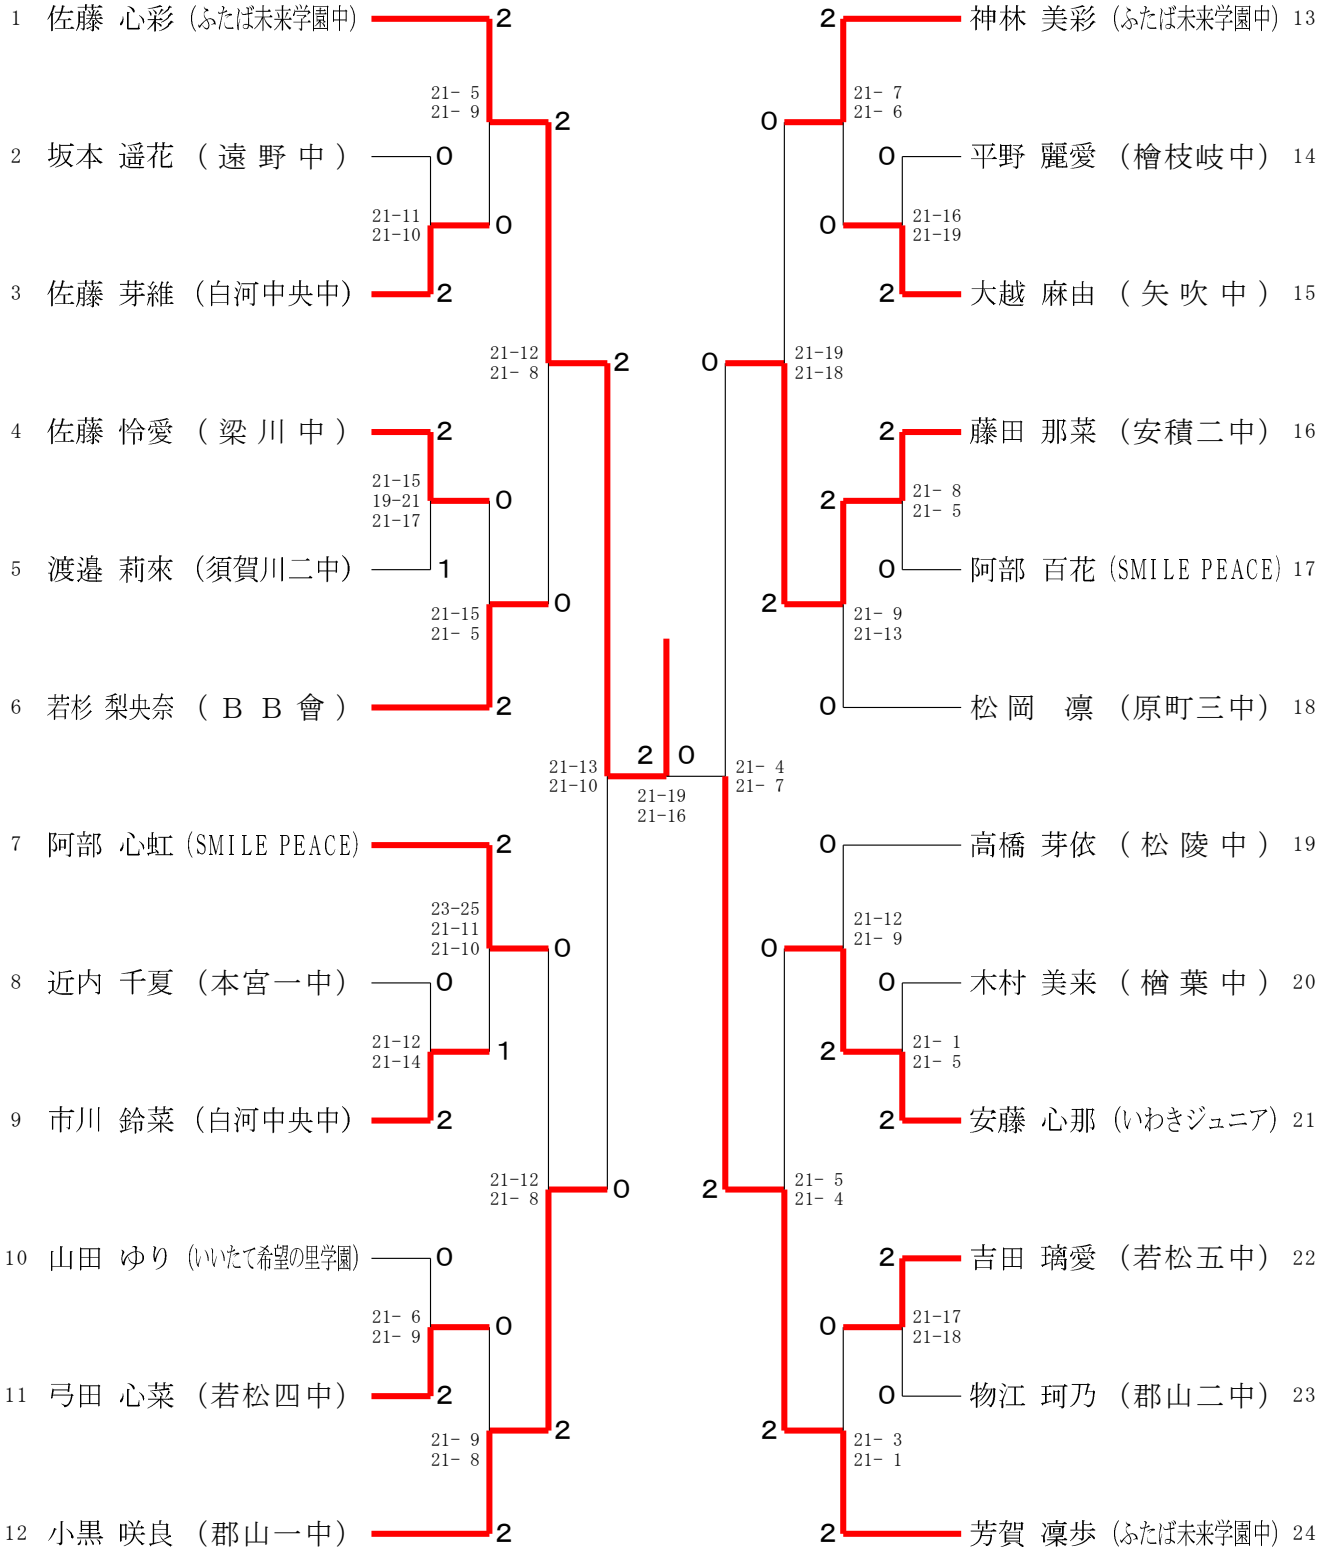 1 佐藤 心彩 (ふたば未来学園中) 2
21- 5
21- 9
2
2 坂本 遥花 (遠野中) 0
21-11
21-10
0
3 佐藤 芽維 (白河中央中) 2
21-12
21- 8
2
4 佐藤 怜愛 (梁川中) 2
21-15
19-21
21-17
0
5 渡邉 莉來 (須賀川二中) 1
21-15
21- 5
0
6 若杉 梨央奈 (ＢＢ會) 2
21-13
21-10
7 阿部 心虹 (SMILE PEACE) 2
23-25
21-11
21-10
0
8 近内 千夏 (本宮一中) 0
21-12
21-14
1
9 市川 鈴菜 (白河中央中) 2
21-12
21- 8
0
10 山田 ゆり (いいたて希望の里学園) 0
21- 6
21- 9
0
11 弓田 心菜 (若松四中) 2
21- 9
21- 8
2
12 小黒 咲良 (郡山一中) 2
2 0
21-19
21-16
2 神林 美彩 (ふたば未来学園中) 13
0
21- 7
21- 6
0 平野 麗愛 (檜枝岐中) 14
0
21-16
21-19
2 大越 麻由 (矢吹中) 15
0
21-19
21-18
2 藤田 那菜 (安積二中) 16
2
21- 8
21- 5
0 阿部 百花 (SMILE PEACE) 17
2
21- 9
21-13
0 松岡 凛 (原町三中) 18
21- 4
21- 7
0 高橋 芽依 (松陵中) 19
0
21-12
21- 9
0 木村 美来 (楢葉中) 20
2
21- 1
21- 5
2 安藤 心那 (いわきジュニア) 21
2
21- 5
21- 4
2 吉田 璃愛 (若松五中) 22
0
21-17
21-18
0 物江 珂乃 (郡山二中) 23
2
21- 3
21- 1
2 芳賀 凜歩 (ふたば未来学園中) 24